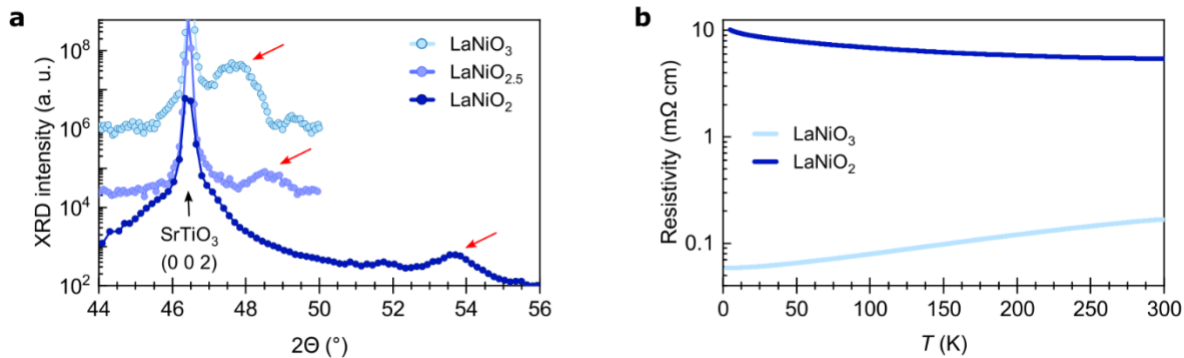 a
XRD intensity (a. u.)
10⁸
10⁶
10⁴
10²
LaNiO₃
LaNiO₂.₅
LaNiO₂
SrTiO₃
(0 0 2)
44 46 48 50 52 54 56
2Θ (°)
b
Resistivity (mΩ cm)
10
1
0.1
LaNiO₃
LaNiO₂
0 50 100 150 200 250 300
T (K)